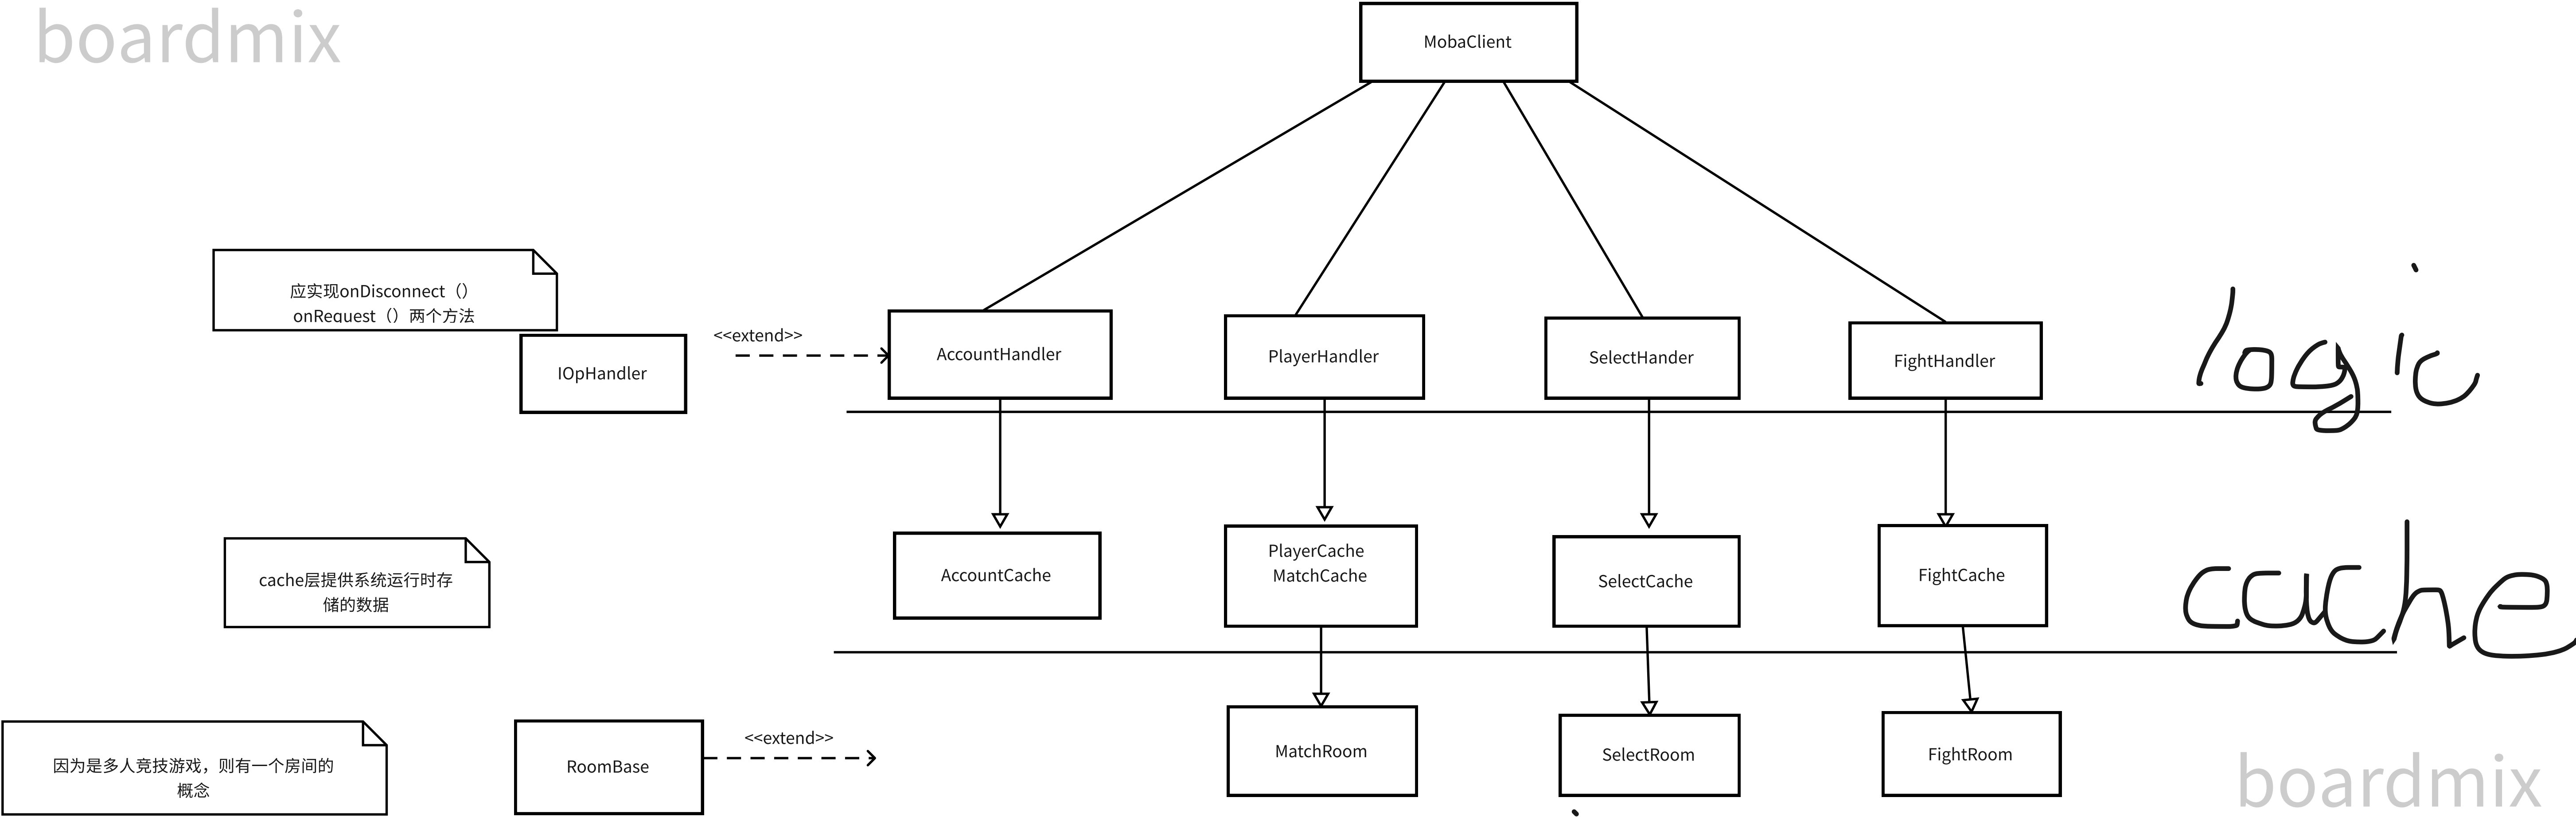 boardmix
MobaClient
应实现onDisconnect（）
onRequest（）两个方法
<<extend>>
IOpHandler
AccountHandler
PlayerHandler
SelectHander
FightHandler
logic
cache层提供系统运行时存
储的数据
AccountCache
PlayerCache
MatchCache
SelectCache
FightCache
cache
因为是多人竞技游戏，则有一个房间的
概念
RoomBase
<<extend>>
MatchRoom
SelectRoom
FightRoom
boardmix